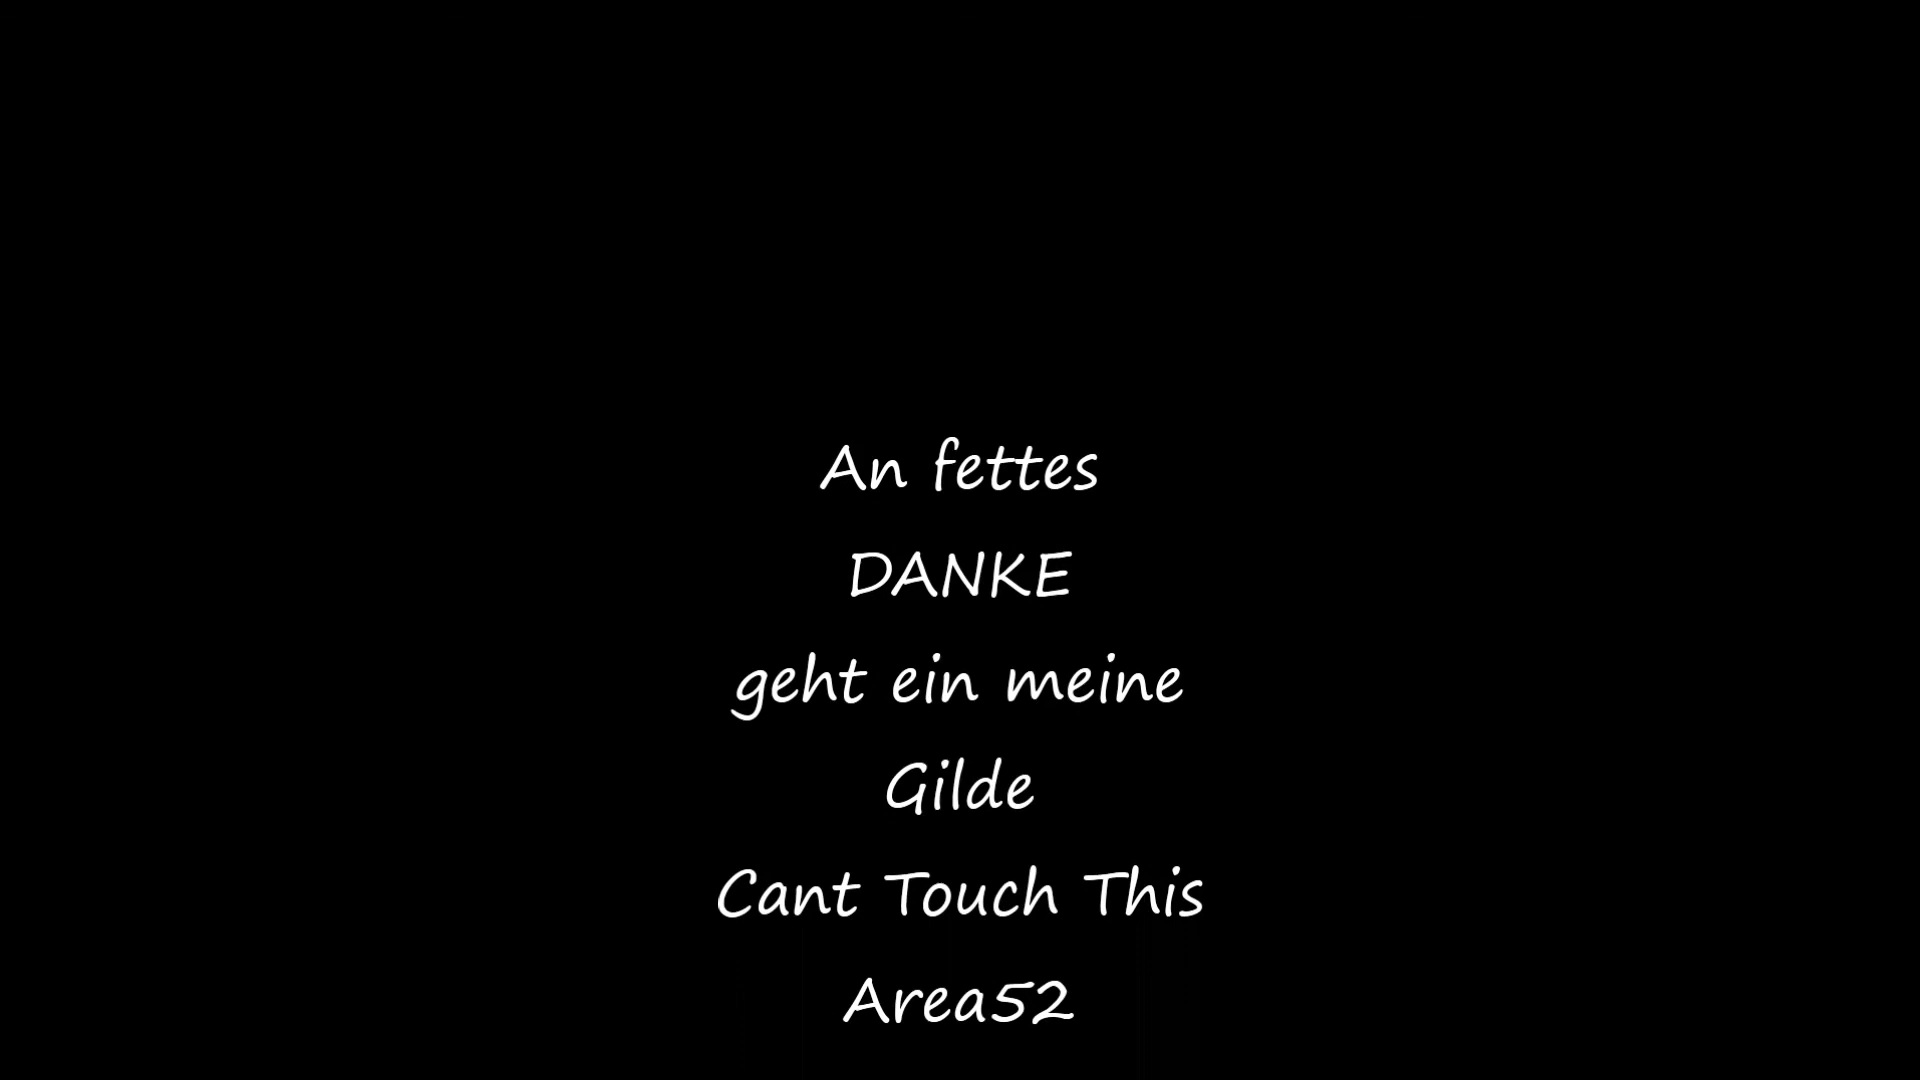 An fettes
DANKE
geht ein meine
Gilde
Cant Touch This
Area52